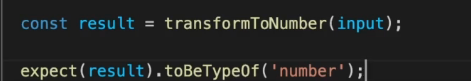 const result = transformToNumber(input);
expect(result).toBeTypeOf('number');